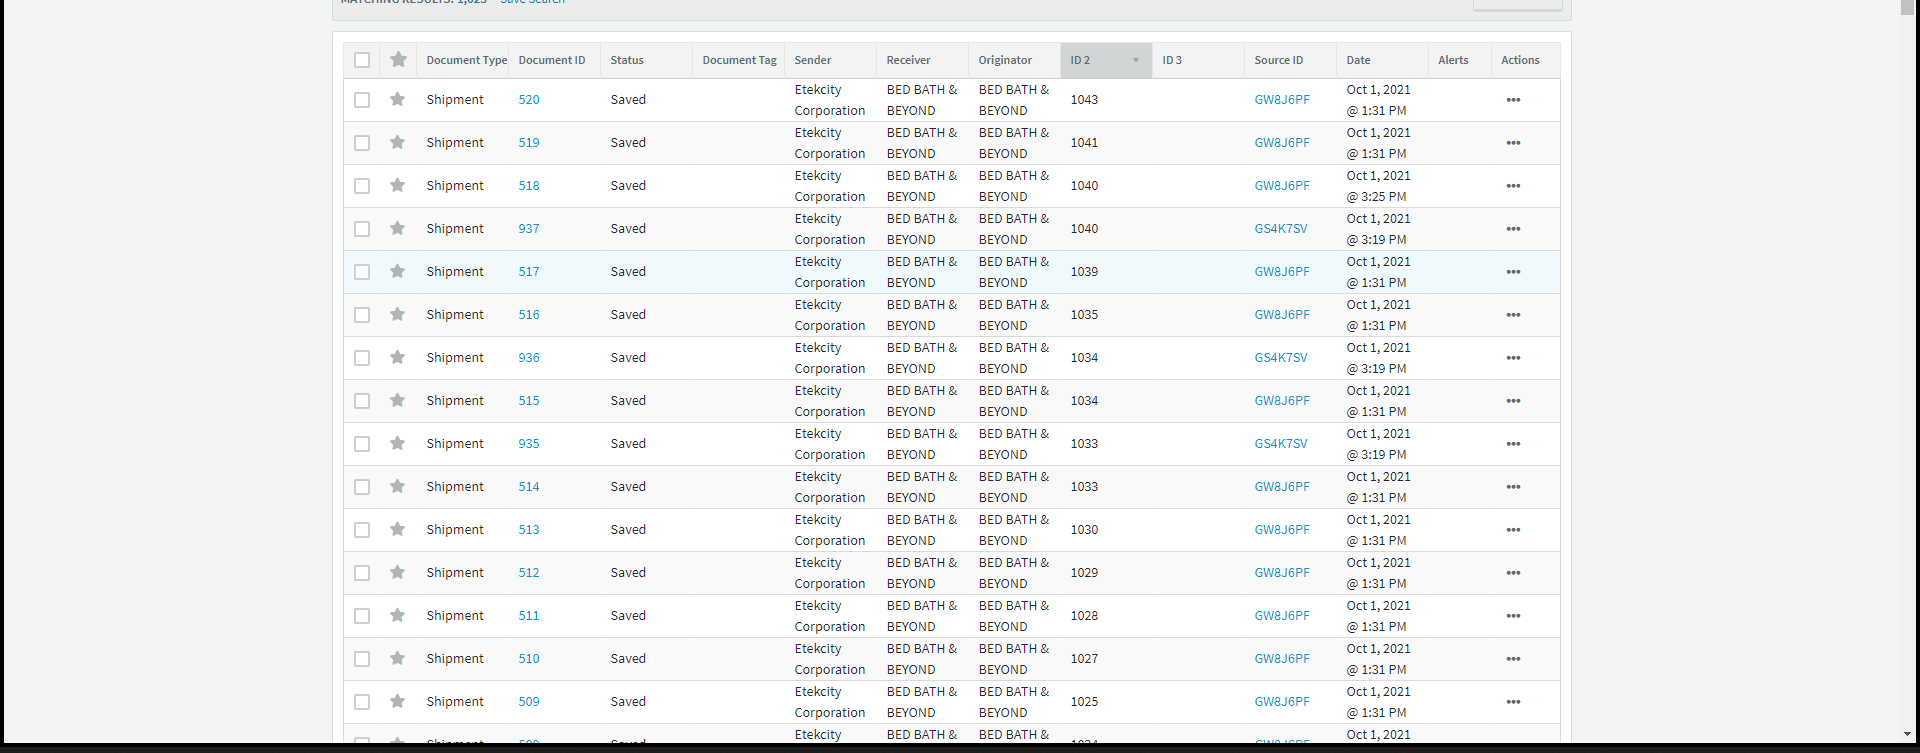 MATCHING RESULTS: 1,025 Save Search
Document Type Document ID Status Document Tag Sender Receiver Originator ID 2 ID 3 Source ID Date Alerts Actions
Shipment 520 Saved Etekcity Corporation BED BATH & BEYOND BED BATH & BEYOND 1043 GW8J6PF Oct 1, 2021 @ 1:31 PM •••
Shipment 519 Saved Etekcity Corporation BED BATH & BEYOND BED BATH & BEYOND 1041 GW8J6PF Oct 1, 2021 @ 1:31 PM •••
Shipment 518 Saved Etekcity Corporation BED BATH & BEYOND BED BATH & BEYOND 1040 GW8J6PF Oct 1, 2021 @ 3:25 PM •••
Shipment 937 Saved Etekcity Corporation BED BATH & BEYOND BED BATH & BEYOND 1040 GS4K7SV Oct 1, 2021 @ 3:19 PM •••
Shipment 517 Saved Etekcity Corporation BED BATH & BEYOND BED BATH & BEYOND 1039 GW8J6PF Oct 1, 2021 @ 1:31 PM •••
Shipment 516 Saved Etekcity Corporation BED BATH & BEYOND BED BATH & BEYOND 1035 GW8J6PF Oct 1, 2021 @ 1:31 PM •••
Shipment 936 Saved Etekcity Corporation BED BATH & BEYOND BED BATH & BEYOND 1034 GS4K7SV Oct 1, 2021 @ 3:19 PM •••
Shipment 515 Saved Etekcity Corporation BED BATH & BEYOND BED BATH & BEYOND 1034 GW8J6PF Oct 1, 2021 @ 1:31 PM •••
Shipment 935 Saved Etekcity Corporation BED BATH & BEYOND BED BATH & BEYOND 1033 GS4K7SV Oct 1, 2021 @ 3:19 PM •••
Shipment 514 Saved Etekcity Corporation BED BATH & BEYOND BED BATH & BEYOND 1033 GW8J6PF Oct 1, 2021 @ 1:31 PM •••
Shipment 513 Saved Etekcity Corporation BED BATH & BEYOND BED BATH & BEYOND 1030 GW8J6PF Oct 1, 2021 @ 1:31 PM •••
Shipment 512 Saved Etekcity Corporation BED BATH & BEYOND BED BATH & BEYOND 1029 GW8J6PF Oct 1, 2021 @ 1:31 PM •••
Shipment 511 Saved Etekcity Corporation BED BATH & BEYOND BED BATH & BEYOND 1028 GW8J6PF Oct 1, 2021 @ 1:31 PM •••
Shipment 510 Saved Etekcity Corporation BED BATH & BEYOND BED BATH & BEYOND 1027 GW8J6PF Oct 1, 2021 @ 1:31 PM •••
Shipment 509 Saved Etekcity Corporation BED BATH & BEYOND BED BATH & BEYOND 1025 GW8J6PF Oct 1, 2021 @ 1:31 PM •••
Etekcity BED BATH & BED BATH & Oct 1, 2021